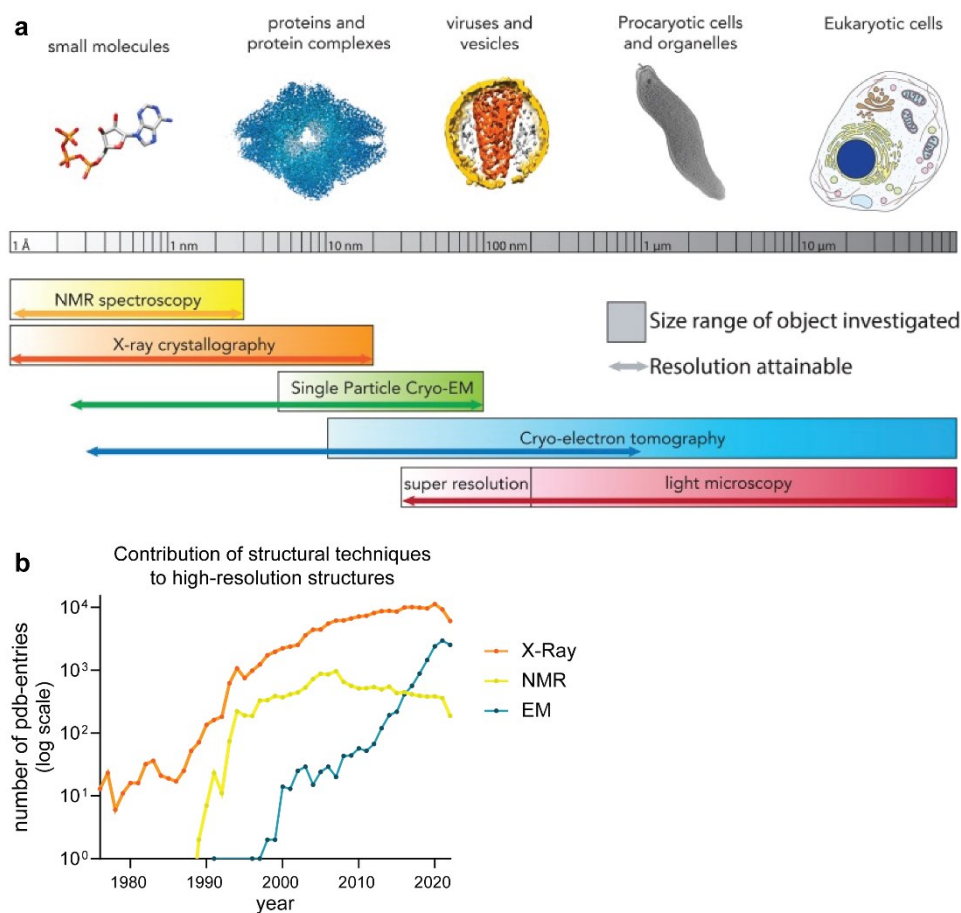 a
small molecules
proteins and
protein complexes
viruses and
vesicles
Procaryotic cells
and organelles
Eukaryotic cells
1 Å
1 nm
10 nm
100 nm
1 μm
10 μm
NMR spectroscopy
X-ray crystallography
Single Particle Cryo-EM
Cryo-electron tomography
super resolution
light microscopy
Size range of object investigated
Resolution attainable
b
Contribution of structural techniques
to high-resolution structures
number of pdb-entries
(log scale)
10⁴
10³
10²
10¹
10⁰
1980
1990
2000
2010
2020
year
X-Ray
NMR
EM